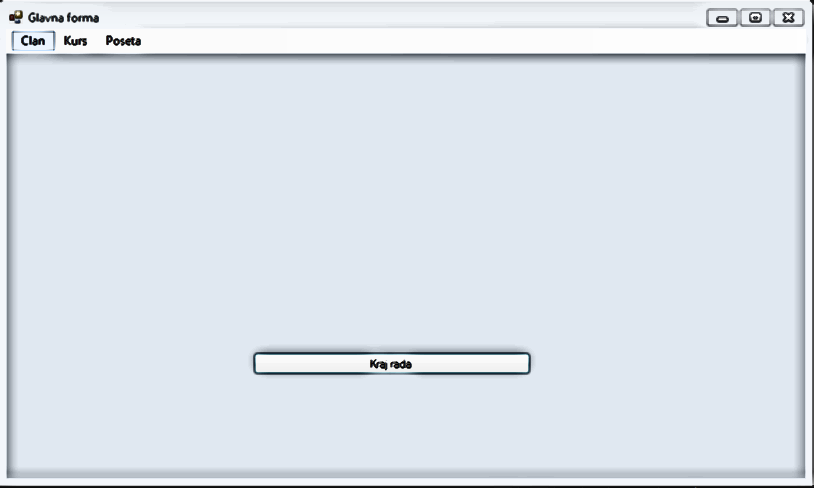 Glavna forma
Clan Kurs Poseta
Kraj rada